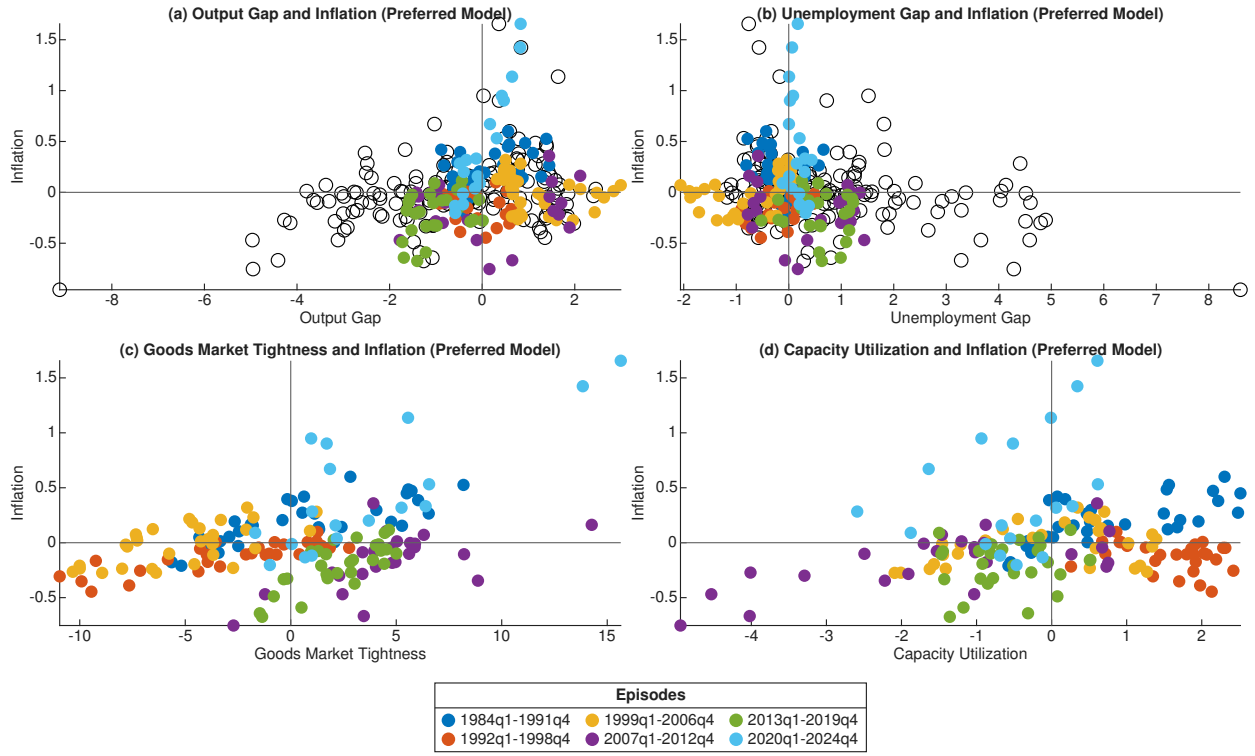 (a) Output Gap and Inflation (Preferred Model)
1.5
1
0.5
0
-0.5
Inflation
-8
-6
-4
-2
0
2
Output Gap
(b) Unemployment Gap and Inflation (Preferred Model)
1.5
1
0.5
0
-0.5
Inflation
-2
-1
0
1
2
3
4
5
6
7
8
Unemployment Gap
(c) Goods Market Tightness and Inflation (Preferred Model)
1.5
1
0.5
0
-0.5
Inflation
-10
-5
0
5
10
15
Goods Market Tightness
(d) Capacity Utilization and Inflation (Preferred Model)
1.5
1
0.5
0
-0.5
Inflation
-4
-3
-2
-1
0
1
2
Capacity Utilization
Episodes
1984q1-1991q4
1999q1-2006q4
2013q1-2019q4
1992q1-1998q4
2007q1-2012q4
2020q1-2024q4